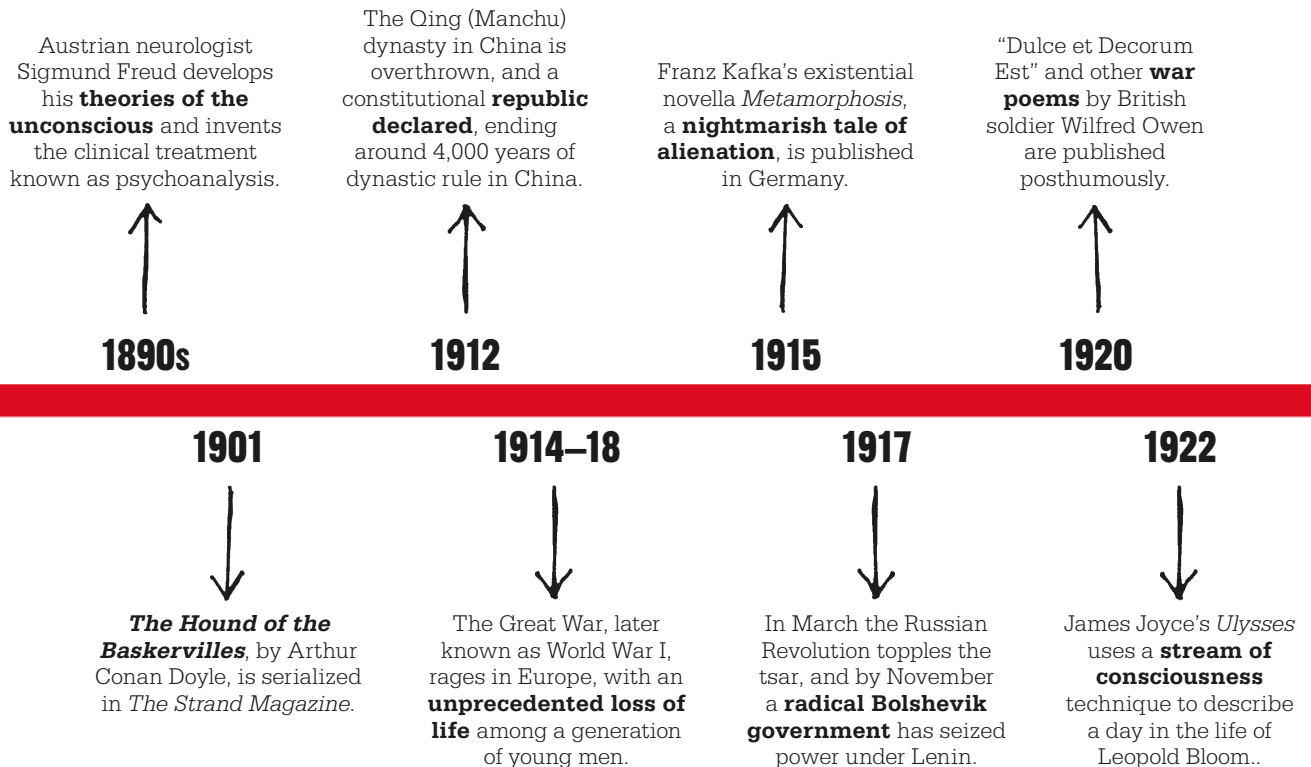 Austrian neurologist
Sigmund Freud develops
his theories of the
unconscious and invents
the clinical treatment
known as psychoanalysis.
1890s
The Qing (Manchu)
dynasty in China is
overthrown, and a
constitutional republic
declared, ending
around 4,000 years of
dynastic rule in China.
1912
Franz Kafka’s existential
novella Metamorphosis,
a nightmarish tale of
alienation, is published
in Germany.
1915
“Dulce et Decorum
Est” and other war
poems by British
soldier Wilfred Owen
are published
posthumously.
1920
1901
The Hound of the
Baskervilles, by Arthur
Conan Doyle, is serialized
in The Strand Magazine.
1914–18
The Great War, later
known as World War I,
rages in Europe, with an
unprecedented loss of
life among a generation
of young men.
1917
In March the Russian
Revolution topples the
tsar, and by November
a radical Bolshevik
government has seized
power under Lenin.
1922
James Joyce’s Ulysses
uses a stream of
consciousness
technique to describe
a day in the life of
Leopold Bloom..